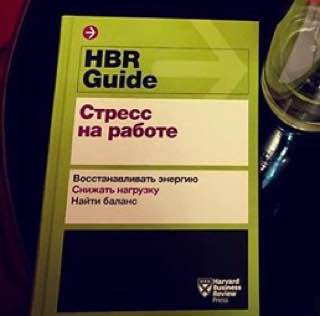 HBR
Guide
Стресс
на работе
Восстанавливать энергию
Снижать нагрузку
Найти баланс
Harvard
Business
Review
Press